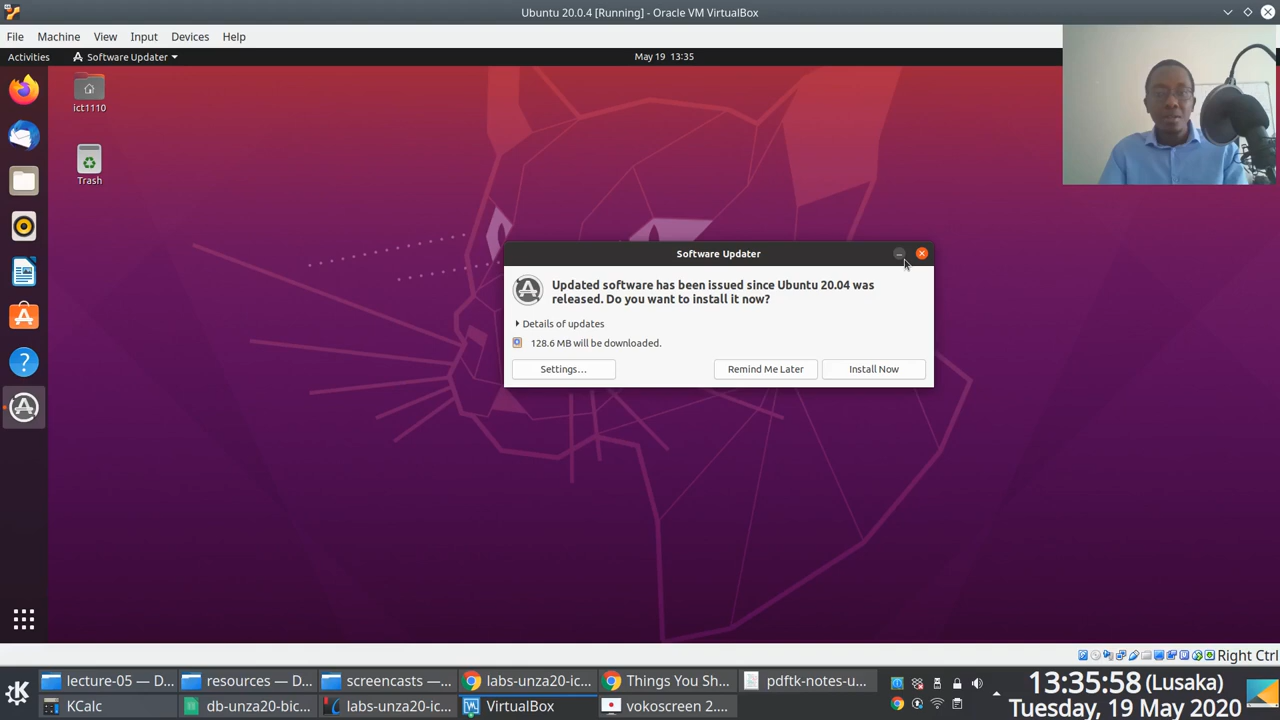 Ubuntu 20.0.4 [Running] - Oracle VM VirtualBox
File Machine View Input Devices Help
Activities Software Updater May 19 13:35
ict1110
Trash
Software Updater
Updated software has been issued since Ubuntu 20.04 was
released. Do you want to install it now?
Details of updates
128.6 MB will be downloaded.
Settings... Remind Me Later Install Now
Right Ctrl
lecture-05 — D... resources — D... screencasts —... labs-unza20-ic... Things You Sh... pdftk-notes-u...
KCalc db-unza20-bic... labs-unza20-ic... VirtualBox vokoscreen 2....
13:35:58 (Lusaka)
Tuesday, 19 May 2020